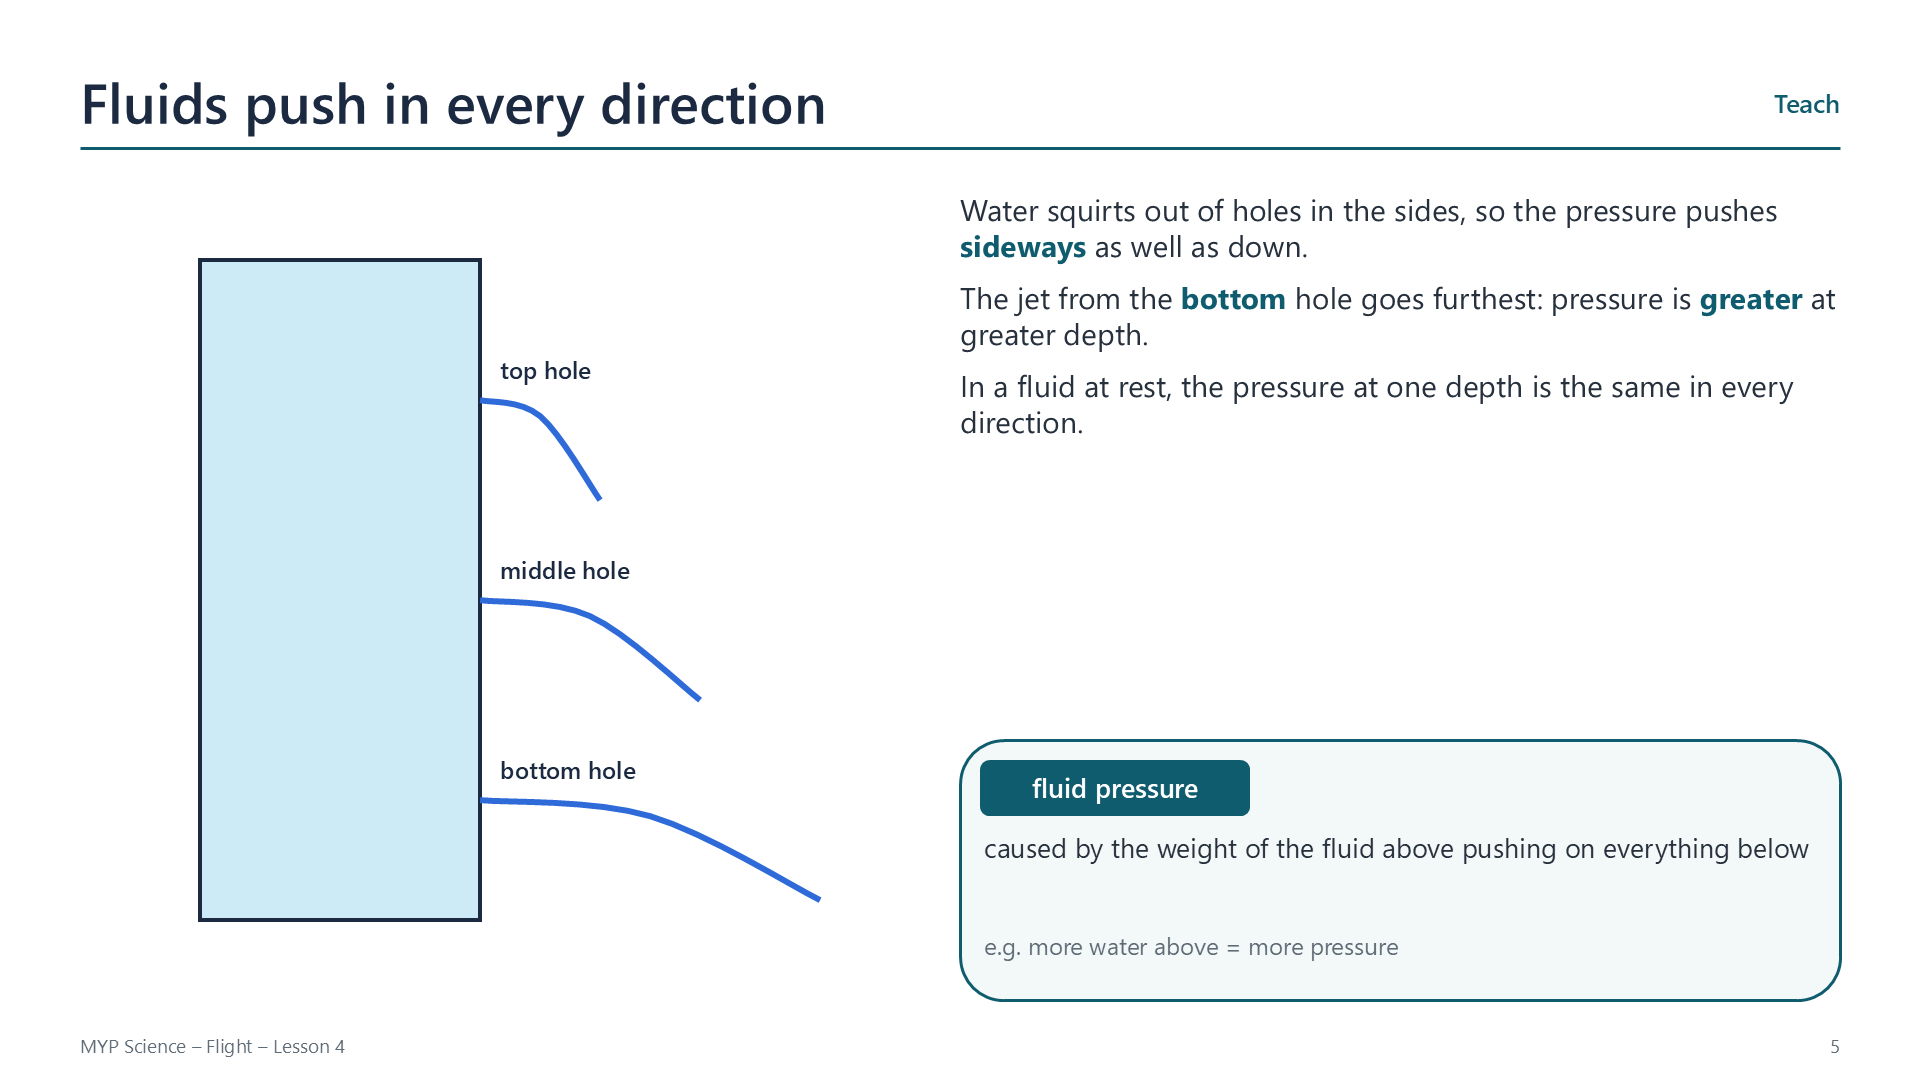 Fluids push in every direction
Teach
Water squirts out of holes in the sides, so the pressure pushes
sideways as well as down.
The jet from the bottom hole goes furthest: pressure is greater at
greater depth.
In a fluid at rest, the pressure at one depth is the same in every
direction.
top hole
middle hole
bottom hole
fluid pressure
caused by the weight of the fluid above pushing on everything below
e.g. more water above = more pressure
MYP Science – Flight – Lesson 4
5